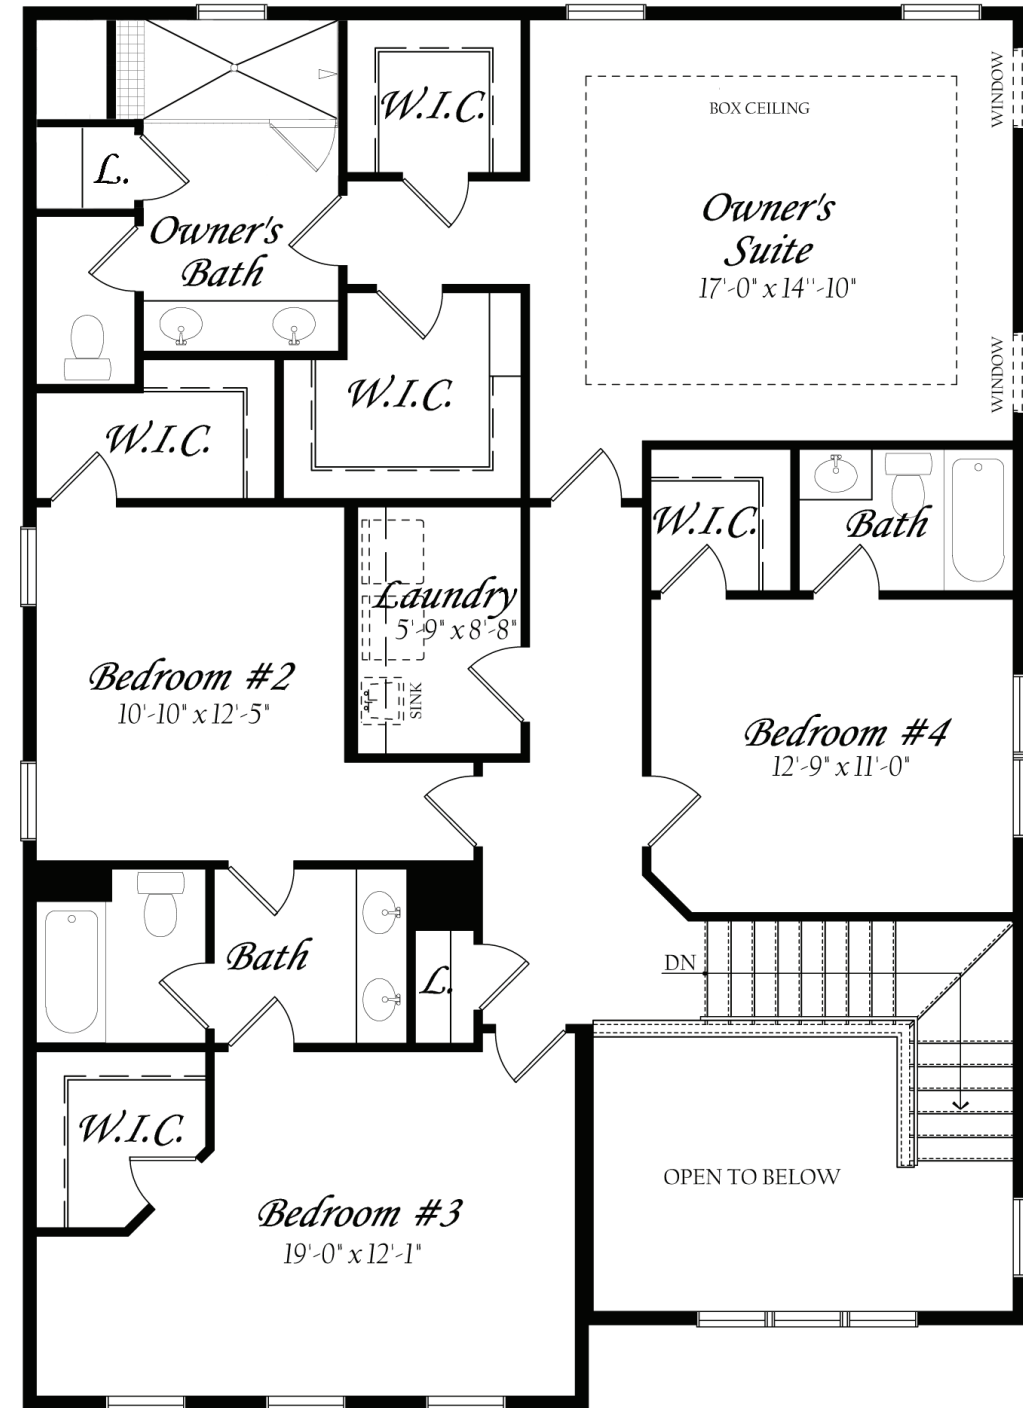 W.I.C.
BOX CEILING
WINDOW
L.
Owner's
Bath
Owner's
Suite
17'-0" x 14''-10"
WINDOW
W.I.C.
W.I.C.
W.I.C.
Bath
Laundry
5'-9" x 8'-8"
SINK
Bedroom #2
10'-10" x 12'-5"
Bedroom #4
12'-9" x 11'-0"
Bath
L.
DN
W.I.C.
OPEN TO BELOW
Bedroom #3
19'-0" x 12'-1"